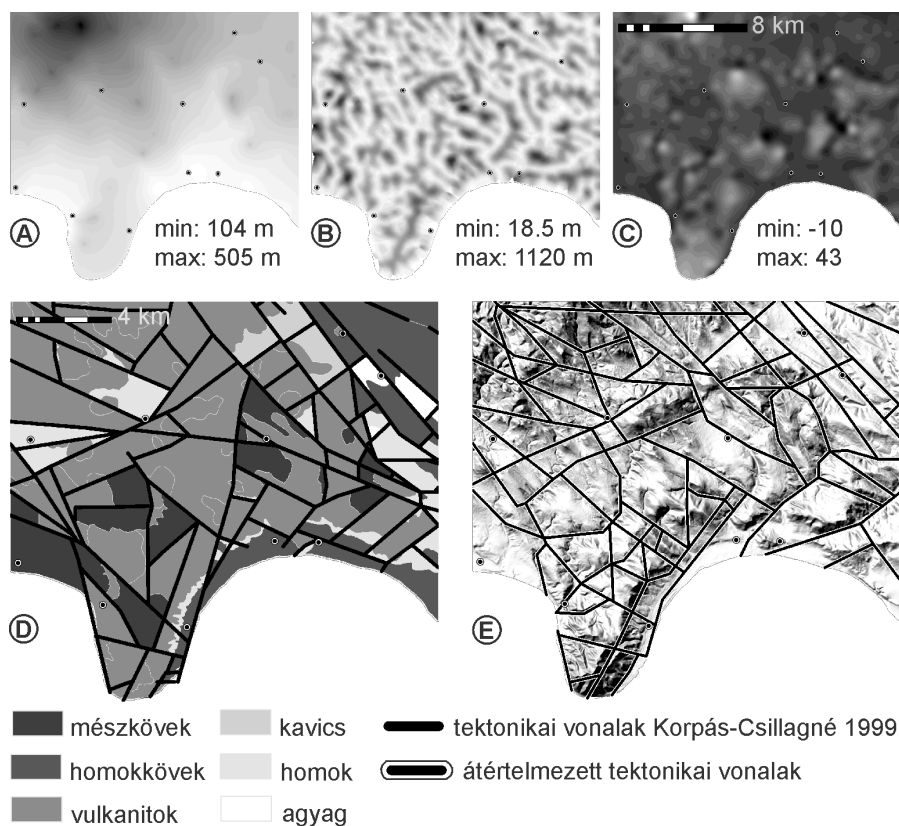 8 km
A
min: 104 m
max: 505 m
B
min: 18.5 m
max: 1120 m
C
min: -10
max: 43
4 km
D
E
mészkövek
kavics
tektonikai vonalak Korpás-Csillagné 1999
homokkövek
homok
átértelmezett tektonikai vonalak
vulkanitok
agyag